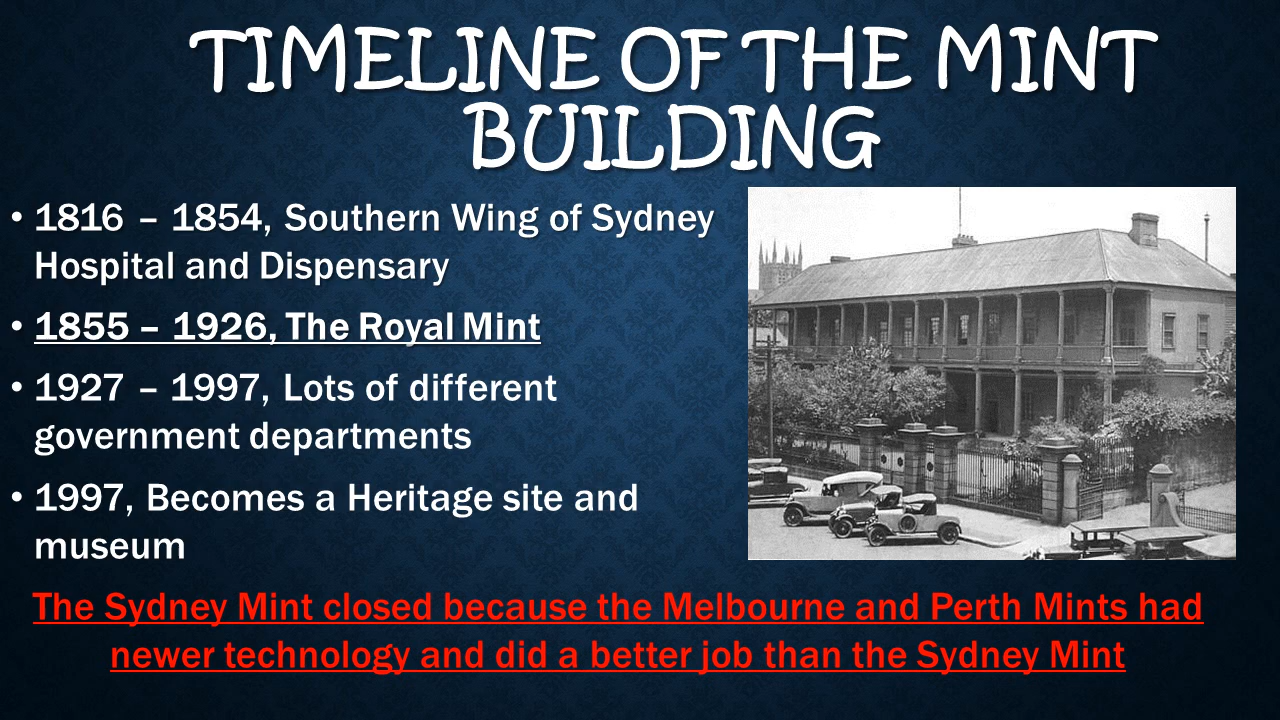 TIMELINE OF THE MINT
BUILDING
• 1816 – 1854, Southern Wing of Sydney
Hospital and Dispensary
• 1855 – 1926, The Royal Mint
• 1927 – 1997, Lots of different
government departments
• 1997, Becomes a Heritage site and
museum
The Sydney Mint closed because the Melbourne and Perth Mints had
newer technology and did a better job than the Sydney Mint